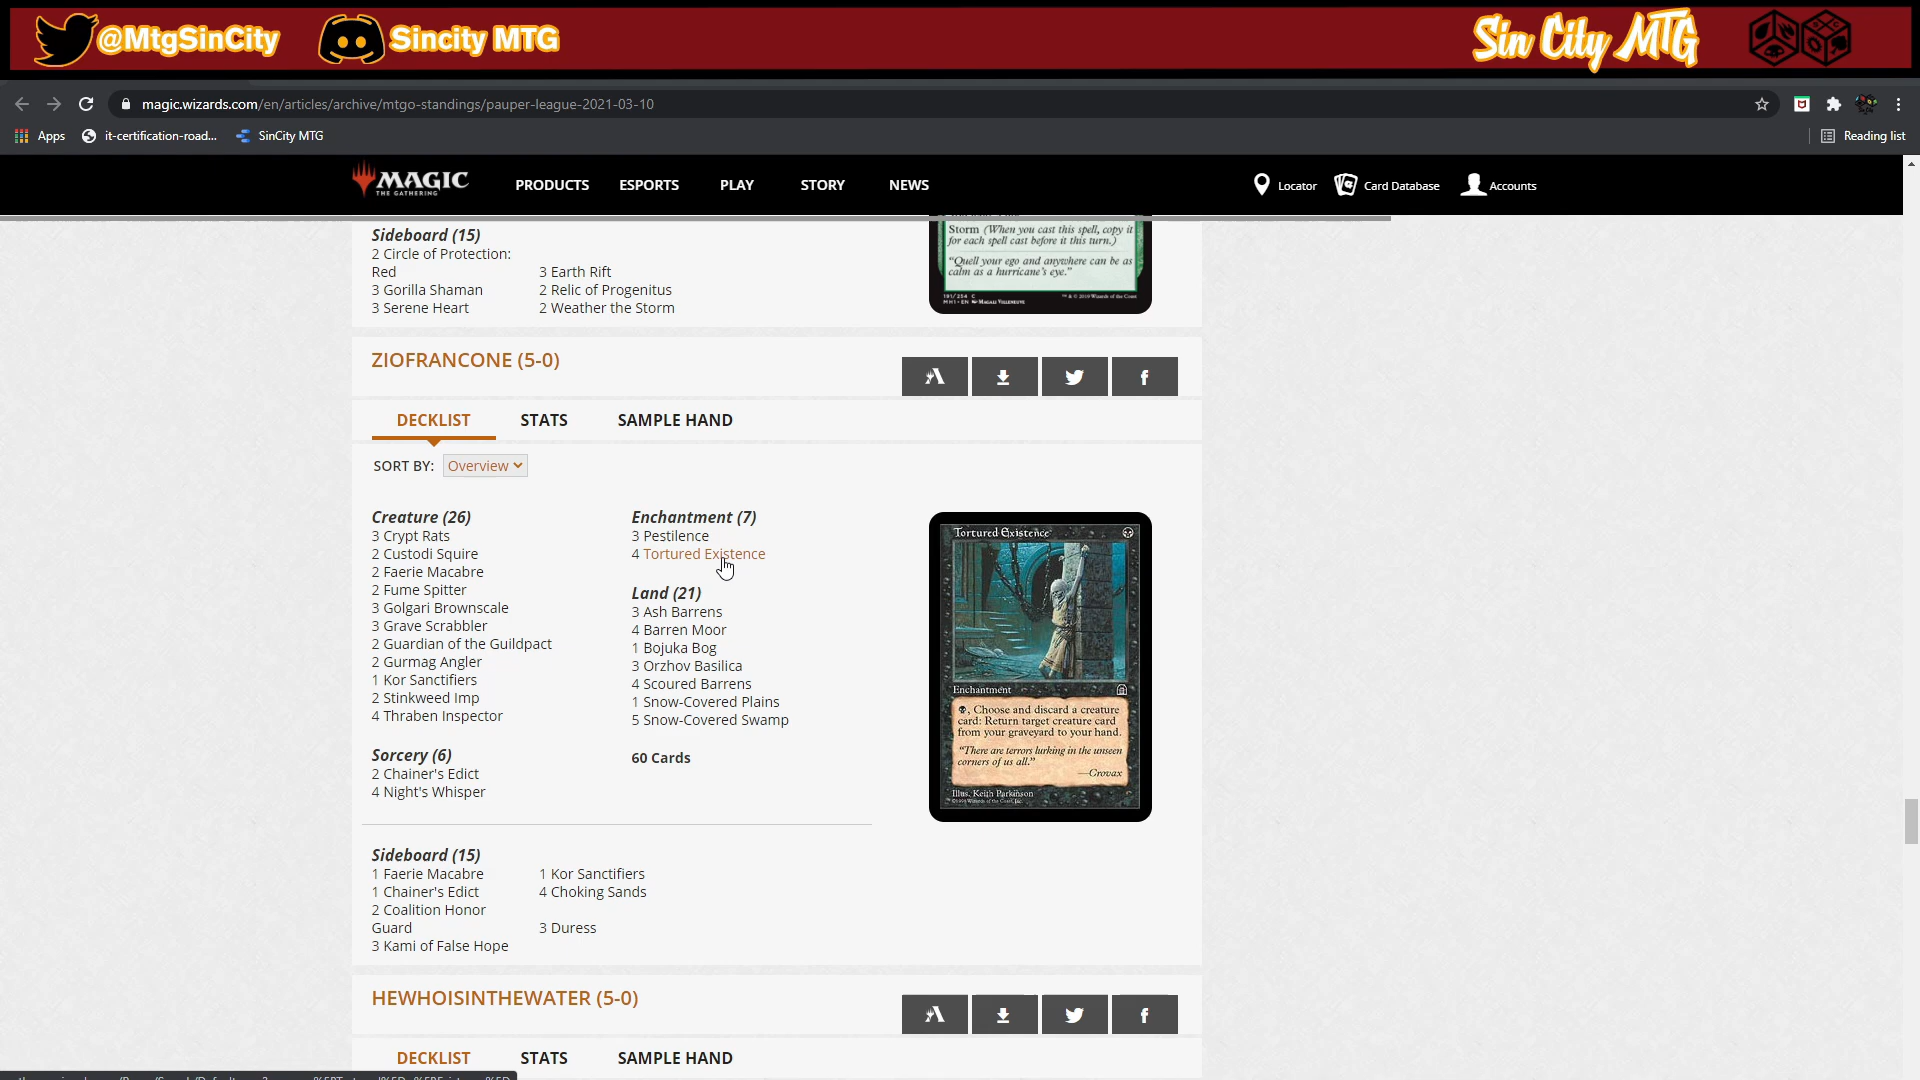 @MtgSinCity Sincity MTG Sin City MTG
magic.wizards.com/en/articles/archive/mtgo-standings/pauper-league-2021-03-10
Apps it-certification-road... SinCity MTG Reading list
MAGIC THE GATHERING PRODUCTS ESPORTS PLAY STORY NEWS Locator Card Database Accounts
Sideboard (15)
2 Circle of Protection:
Red
3 Gorilla Shaman
3 Serene Heart
3 Earth Rift
2 Relic of Progenitus
2 Weather the Storm
Storm (When you cast this spell, copy it
for each spell cast before it this turn.)
"Quell your ego and anywhere can be as
calm as a hurricane's eye."
191/254 C
MH1 • EN MAGALI VILLENEUVE
ZIOFRANCONE (5-0)
DECKLIST STATS SAMPLE HAND
SORT BY: Overview
Creature (26)
3 Crypt Rats
2 Custodi Squire
2 Faerie Macabre
2 Fume Spitter
3 Golgari Brownscale
3 Grave Scrabbler
2 Guardian of the Guildpact
2 Gurmag Angler
1 Kor Sanctifiers
2 Stinkweed Imp
4 Thraben Inspector
Sorcery (6)
2 Chainer's Edict
4 Night's Whisper
Enchantment (7)
3 Pestilence
4 Tortured Existence
Land (21)
3 Ash Barrens
4 Barren Moor
1 Bojuka Bog
3 Orzhov Basilica
4 Scoured Barrens
1 Snow-Covered Plains
5 Snow-Covered Swamp
60 Cards
Tortured Existence
Enchantment
, Choose and discard a creature
card: Return target creature card
from your graveyard to your hand.
"There are terrors lurking in the unseen
corners of us all."
—Crovax
Illus. Keith Parkinson
Sideboard (15)
1 Faerie Macabre
1 Chainer's Edict
2 Coalition Honor
Guard
3 Kami of False Hope
1 Kor Sanctifiers
4 Choking Sands
3 Duress
HEWHOISINTHEWATER (5-0)
DECKLIST STATS SAMPLE HAND